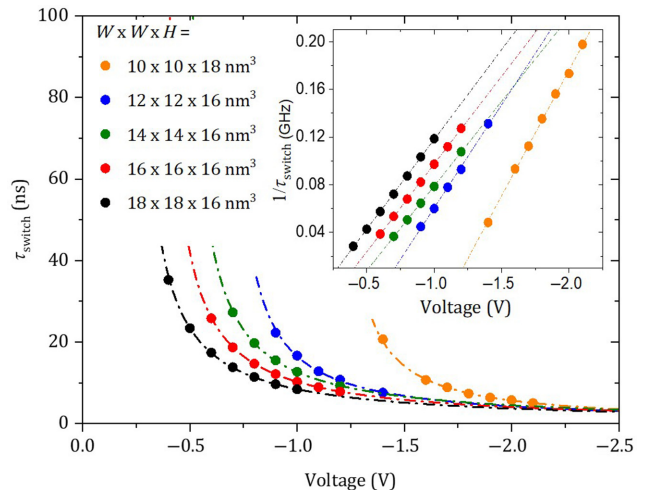 100
80
60
40
20
0
τswitch (ns)
W x W x H =
10 x 10 x 18 nm³
12 x 12 x 16 nm³
14 x 14 x 16 nm³
16 x 16 x 16 nm³
18 x 18 x 16 nm³
0.20
0.16
0.12
0.08
0.04
1/τswitch (GHz)
−0.5
−1.0
−1.5
−2.0
Voltage (V)
0.0
−0.5
−1.0
−1.5
−2.0
−2.5
Voltage (V)